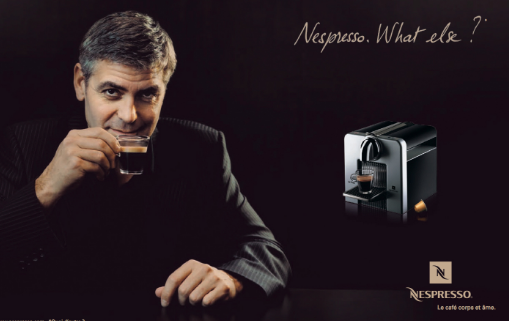 Nespresso. What else ?
N
NESPRESSO.
Le café corps et âme.